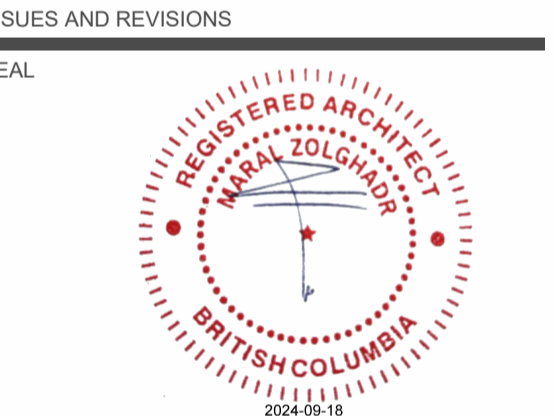 SUES AND REVISIONS
EAL
REGISTERED ARCHITECT
MARAL ZOLGHADR
BRITISH COLUMBIA
2024-09-18